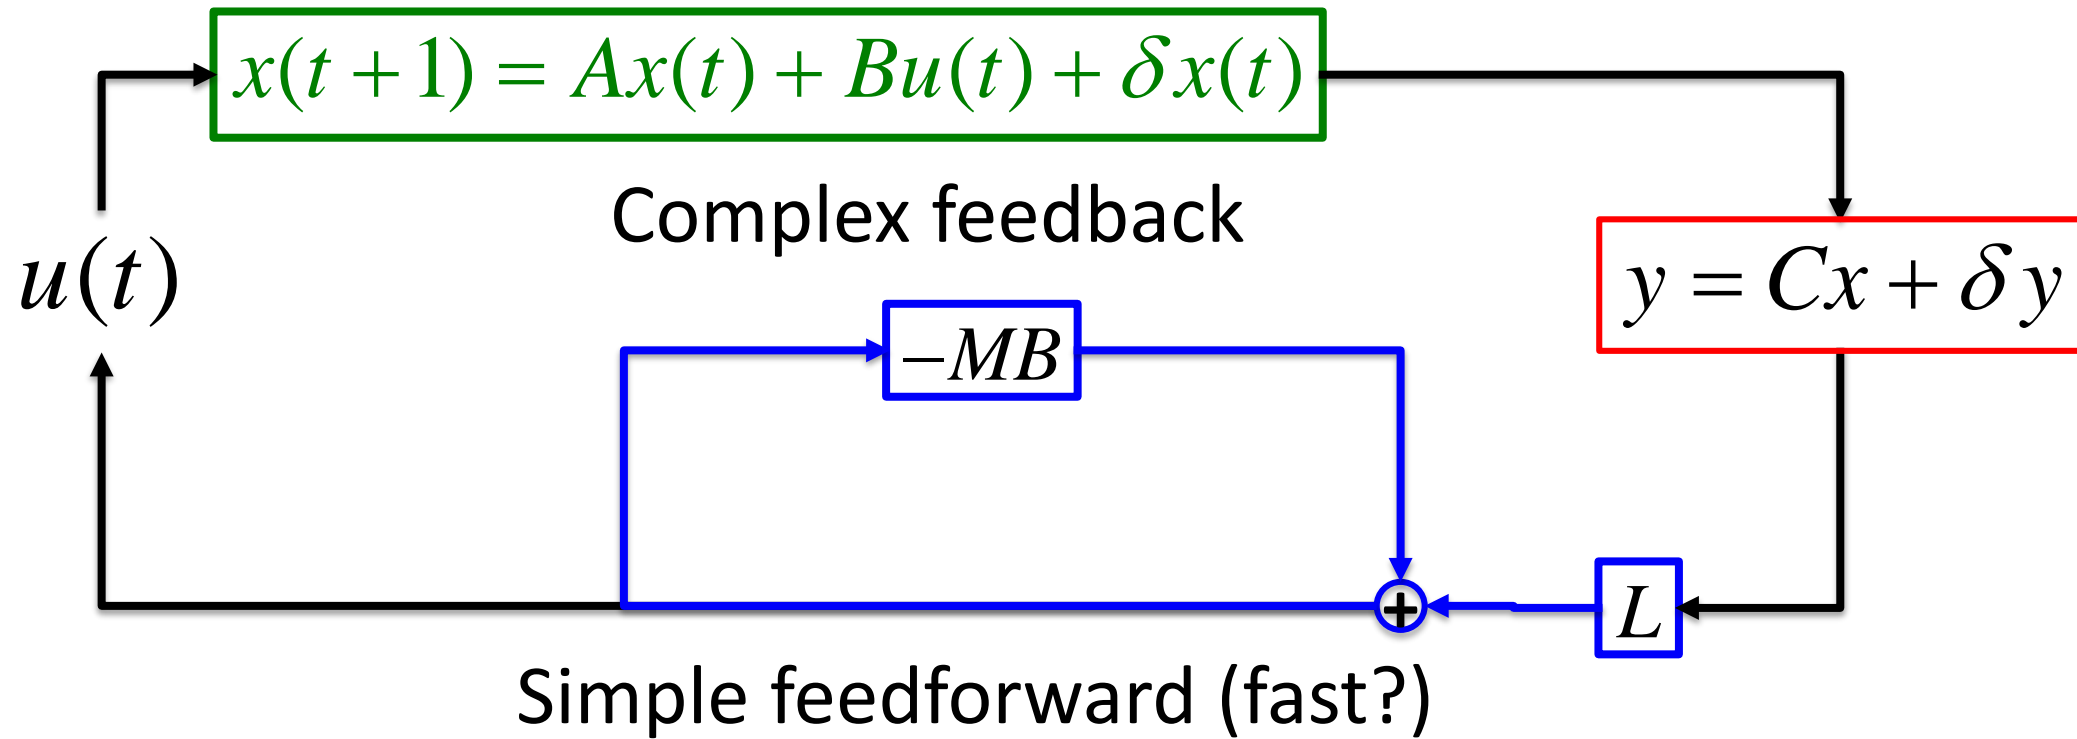 x(t + 1) = Ax(t) + Bu(t) + δx(t)
Complex feedback
u(t)
y = Cx + δy
−MB
+
L
Simple feedforward (fast?)